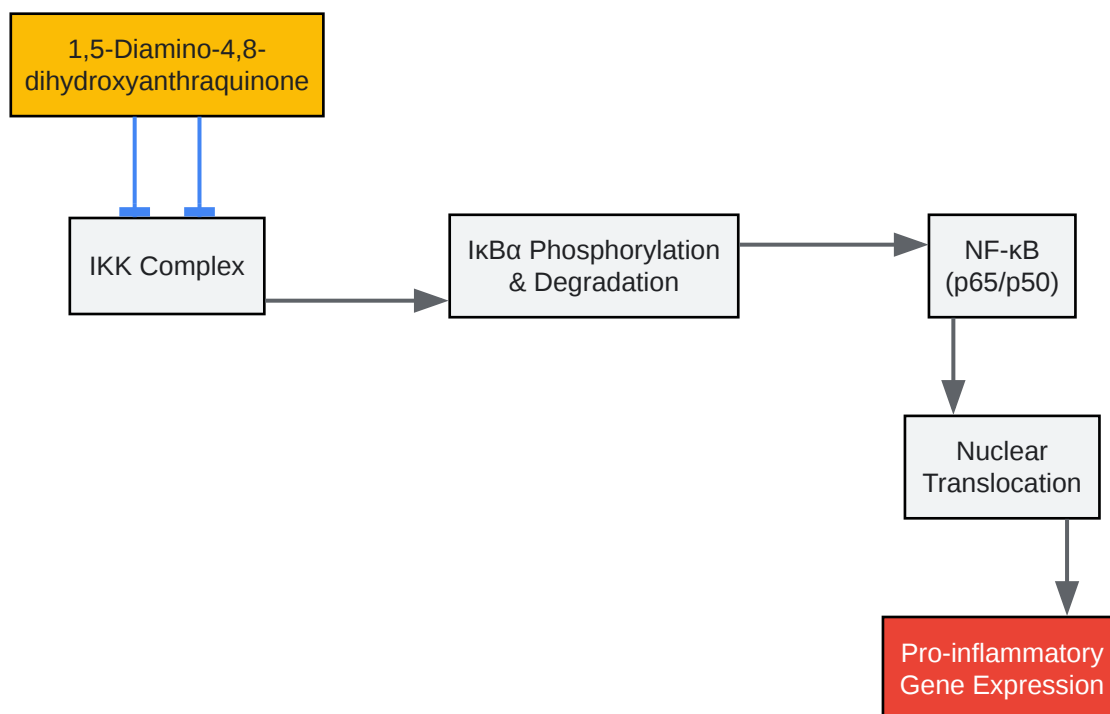 1,5-Diamino-4,8-
dihydroxyanthraquinone
IKK Complex
IκBα Phosphorylation
& Degradation
NF-κB
(p65/p50)
Nuclear
Translocation
Pro-inflammatory
Gene Expression